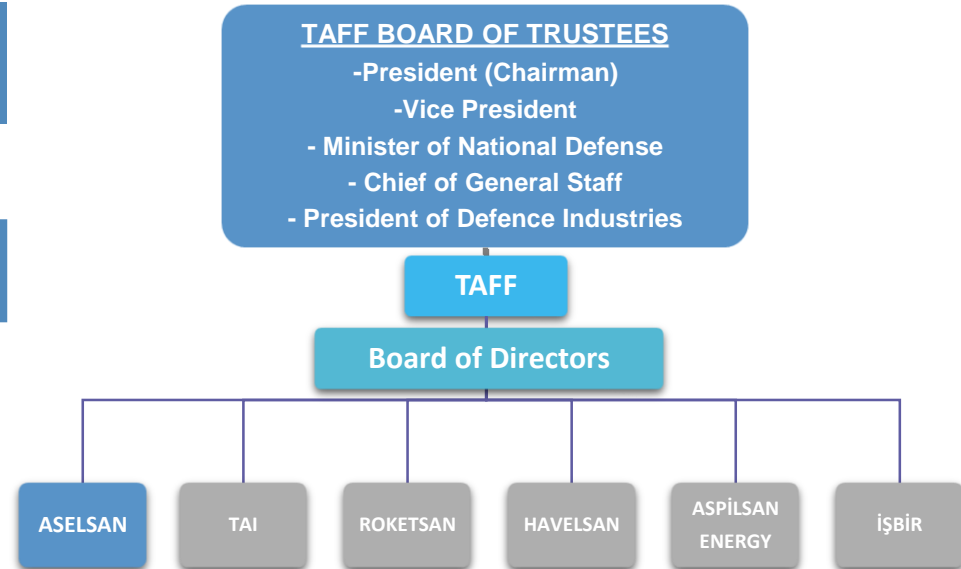 TAFF BOARD OF TRUSTEES
-President (Chairman)
-Vice President
- Minister of National Defense
- Chief of General Staff
- President of Defence Industries
TAFF
Board of Directors
ASELSAN
TAI
ROKETSAN
HAVELSAN
ASPİLSAN
ENERGY
İŞBİR